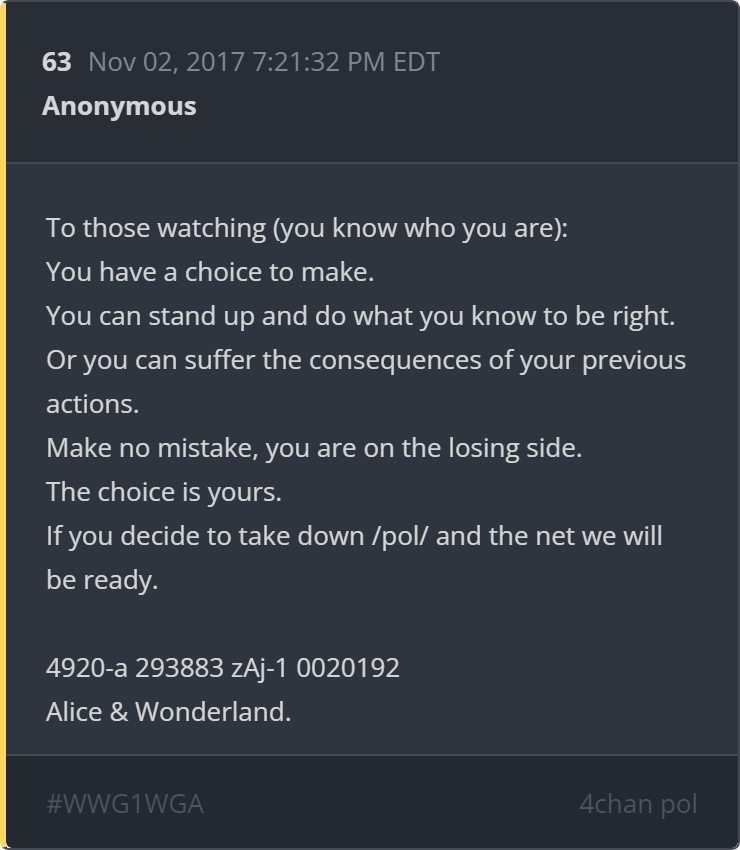 63 Nov 02, 2017 7:21:32 PM EDT
Anonymous
To those watching (you know who you are):
You have a choice to make.
You can stand up and do what you know to be right.
Or you can suffer the consequences of your previous
actions.
Make no mistake, you are on the losing side.
The choice is yours.
If you decide to take down /pol/ and the net we will
be ready.
4920-a 293883 zAj-1 0020192
Alice & Wonderland.
#WWG1WGA 4chan pol